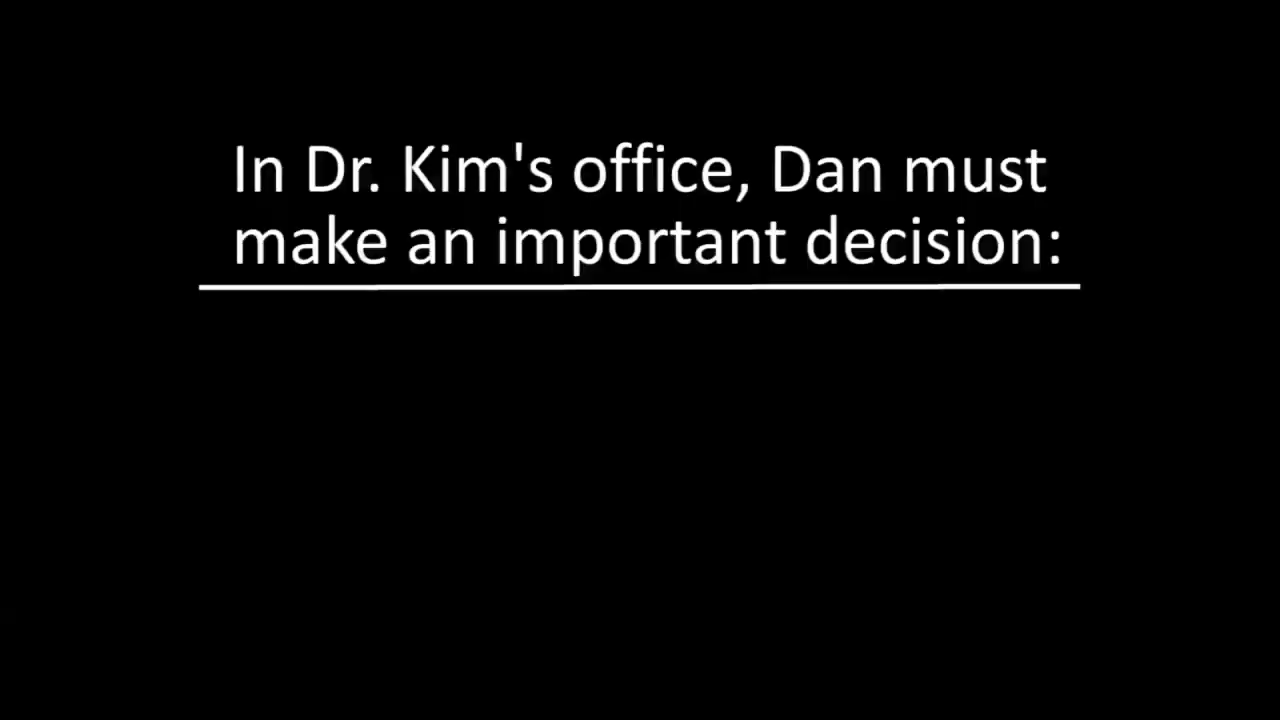 In Dr. Kim's office, Dan must
make an important decision: